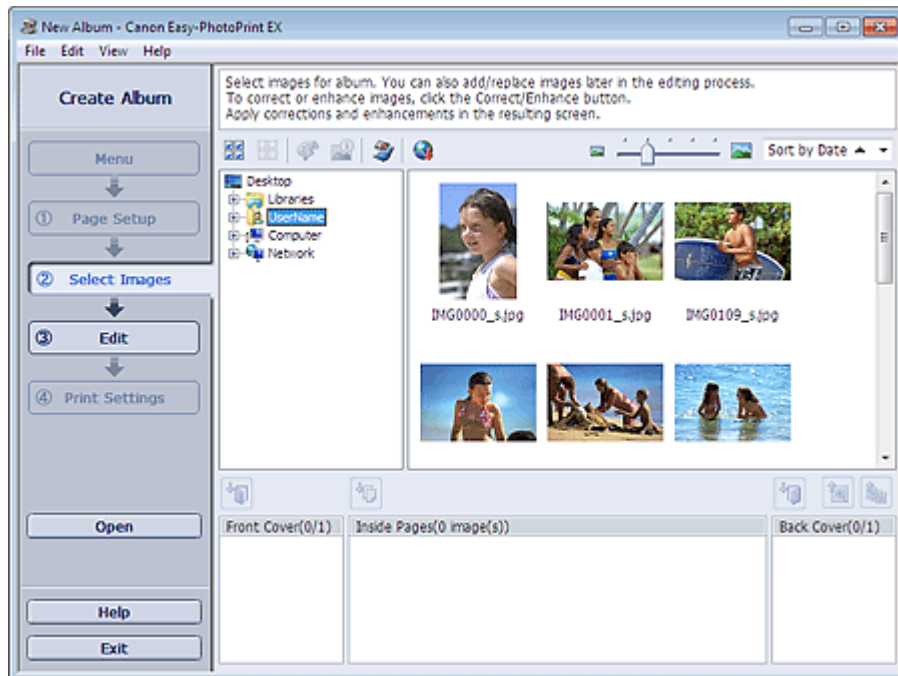 New Album - Canon Easy-PhotoPrint EX
File Edit View Help
Create Album
Select images for album. You can also add/replace images later in the editing process.
To correct or enhance images, click the Correct/Enhance button.
Apply corrections and enhancements in the resulting screen.
Menu
① Page Setup
② Select Images
③ Edit
④ Print Settings
Open
Help
Exit
Sort by Date
Desktop
Libraries
UserName
Computer
Network
IMG0000_s.jpg IMG0001_s.jpg IMG0109_s.jpg
Front Cover(0/1) Inside Pages(0 image(s)) Back Cover(0/1)